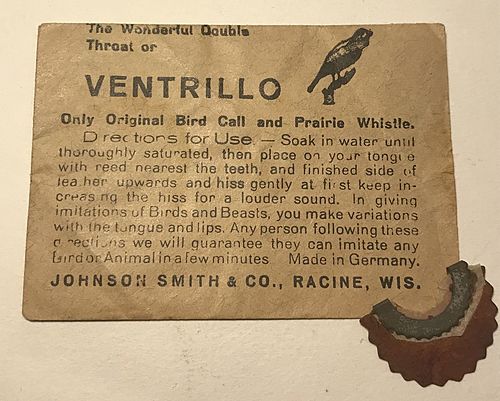 The Wonderful Double
Throat or
VENTRILLO
Only Original Bird Call and Prairie Whistle.
Directions for Use. — Soak in water until
thoroughly saturated, then place on your tongue
with reed nearest the teeth, and finished side of
leather upwards and hiss gently at first keep in-
creasing the hiss for a louder sound. In giving
imitations of Birds and Beasts, you make variations
with the tongue and lips. Any person following these
directions we will guarantee they can imitate any
Bird or Animal in a few minutes Made in Germany.
JOHNSON SMITH & CO., RACINE, WIS.